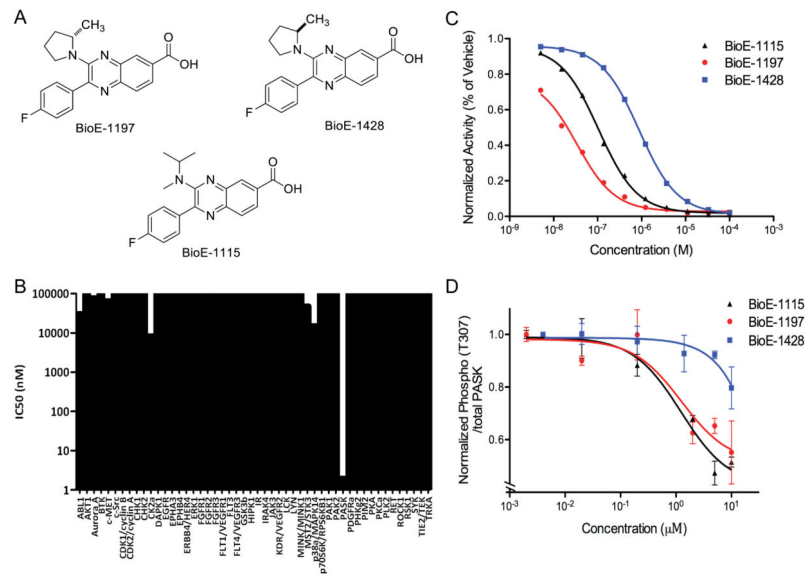 A
N
N
N
O
OH
F
BioE-1197
N
N
N
O
OH
F
BioE-1428
N
N
N
O
OH
F
BioE-1115
B
IC50 (nM)
100000
10000
1000
100
10
1
ABL1
AKT1
Aurora_A
BTK
c-MET
c-Src
CDK1/cyclin B
CDK2/cyclin A
CHK1
CHK2
CK2a
DAPK1
EGFR
EPHA3
EPHB4
ERBB4/HER4
ERK1
FGFR1
FGFR2
FGFR3
FLT1/VEGFR1
FLT3
FLT4/VEGFR3
GSK3b
HIPK1
IR
IRAK4
JAK3
KDR/VEGFR2
LCK
LYN
MINK/MINK1
MST2/STK3
p38a/MAPK14
p70S6K/RPS6KB1
PAK1
PAK2
PASK
PDGFRa
PHKg2
PIM2
PKA
PKCa
PLK2
RET
ROCK1
RSK1
SYK
TIE2/TEK
TRKA
C
Normalized Activity (% of Vehicle)
1.0
0.8
0.6
0.4
0.2
0.0
10-9
10-8
10-7
10-6
10-5
10-4
10-3
Concentration (M)
BioE-1115
BioE-1197
BioE-1428
D
Normalized Phospho (T307)
/total PASK
1.0
0.8
0.6
10-3
10-2
10-1
100
101
Concentration (µM)
BioE-1115
BioE-1197
BioE-1428